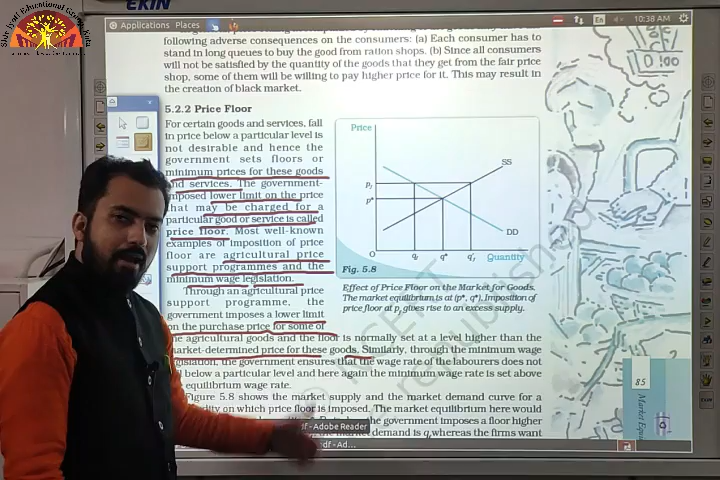 EKIN
Shiv Jyoti Educational Group, Kota
Applications Places
En
10:38 AM
following adverse consequences on the consumers: (a) Each consumer has to
stand in long queues to buy the good from ration shops. (b) Since all consumers
will not be satisfied by the quantity of the goods that they get from the fair price
shop, some of them will be willing to pay higher price for it. This may result in
the creation of black market.
5.2.2 Price Floor
For certain goods and services, fall
in price below a particular level is
not desirable and hence the
government sets floors or
minimum prices for these goods
and services. The government-
imposed lower limit on the price
that may be charged for a
particular good or service is called
price floor. Most well-known
examples of imposition of price
floor are agricultural price
support programmes and the
minimum wage legislation.
Through an agricultural price
support programme, the
government imposes a lower limit
on the purchase price for some of
he agricultural goods and the floor is normally set at a level higher than the
market-determined price for these goods. Similarly, through the minimum wage
legislation, the government ensures that the wage rate of the labourers does not
below a particular level and here again the minimum wage rate is set above
equilibrium wage rate.
Figure 5.8 shows the market supply and the market demand curve for a
on which price floor is imposed. The market equilibrium here would
the government imposes a floor higher
market demand is qf whereas the firms want
Price
SS
pf
p*
DD
O
qf
q*
q'f
Quantity
Fig. 5.8
Effect of Price Floor on the Market for Goods.
The market equilibrium is at (p*, q*). Imposition of
price floor at pf gives rise to an excess supply.
85
Market Equ
df - Adobe Reader
df - Ad...